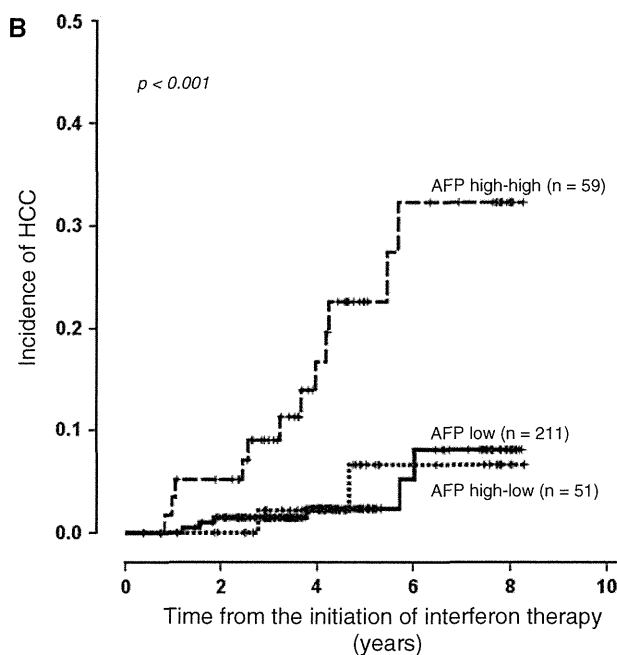 B
0.5
p < 0.001
0.4
AFP high-high (n = 59)
0.3
Incidence of HCC
0.2
0.1
AFP low (n = 211)
AFP high-low (n = 51)
0.0
0 2 4 6 8 10
Time from the initiation of interferon therapy
(years)